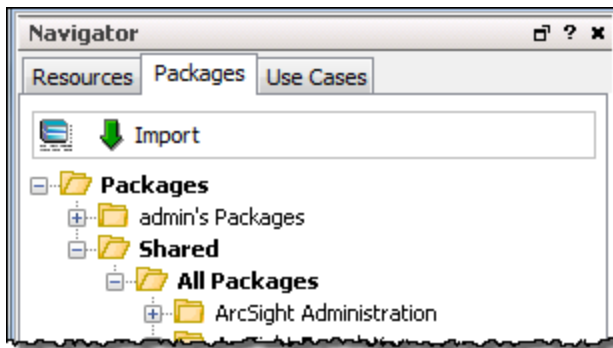 Navigator
Resources Packages Use Cases
Import
Packages
admin's Packages
Shared
All Packages
ArcSight Administration